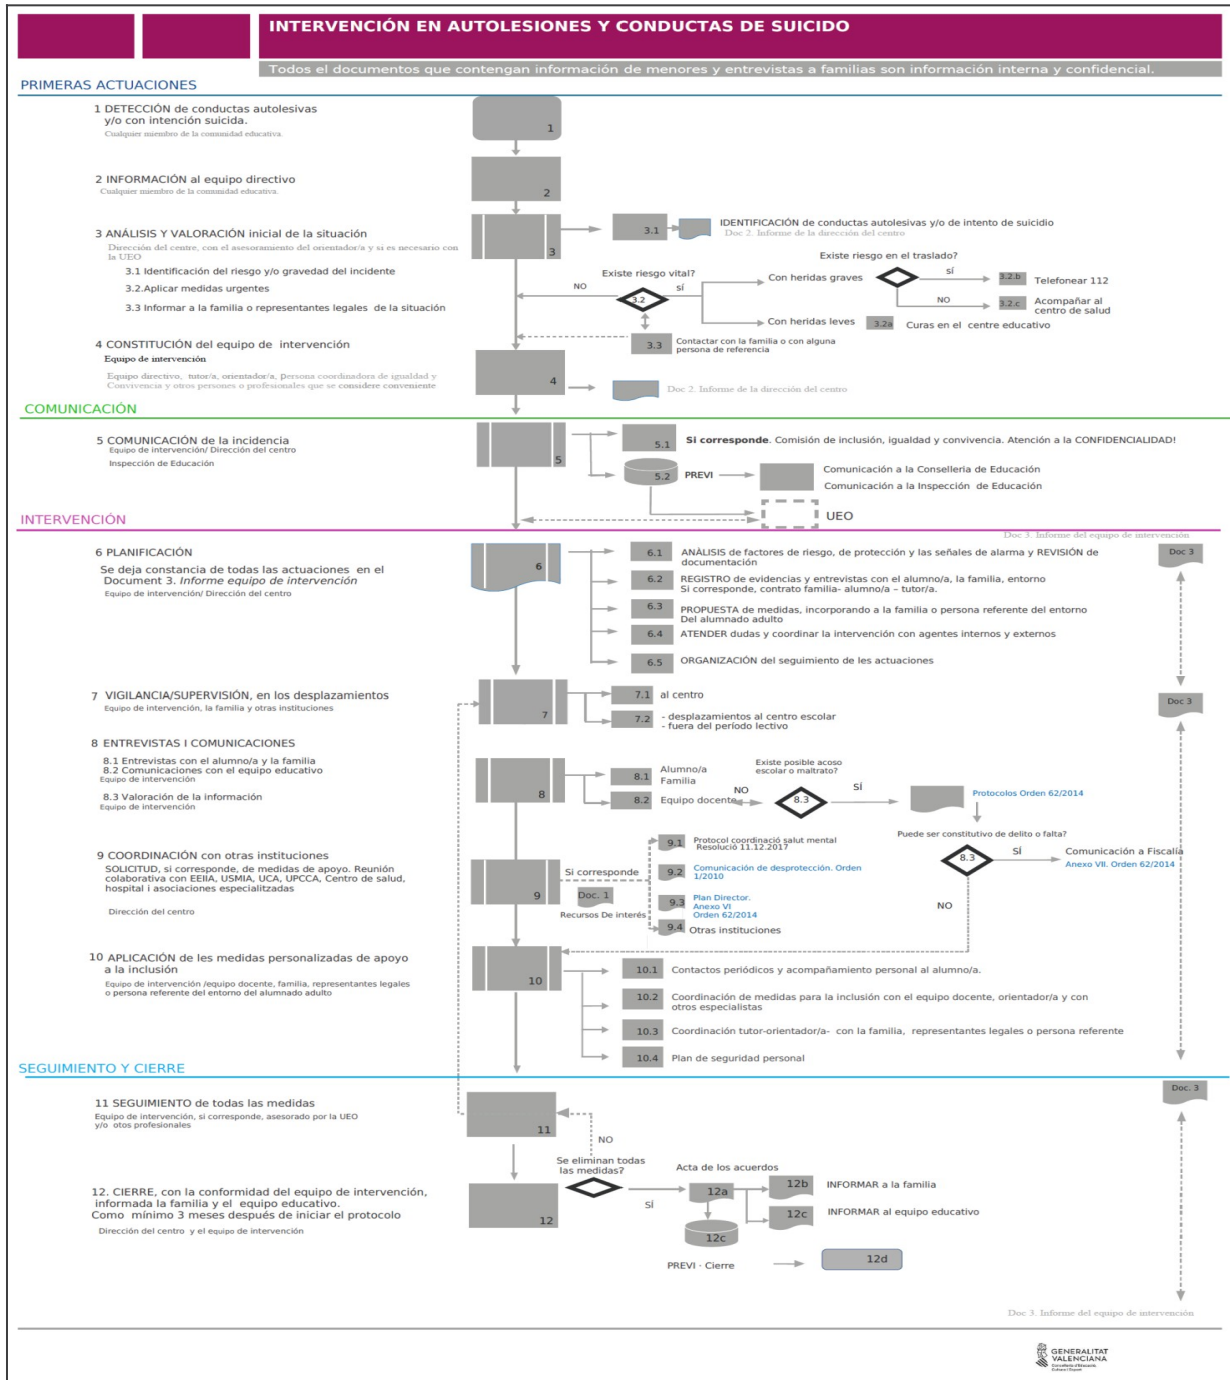 INTERVENCIÓN EN AUTOLESIONES Y CONDUCTAS DE SUICIDO
Todos el documentos que contengan información de menores y entrevistas a familias son información interna y confidencial.
PRIMERAS ACTUACIONES
1 DETECCIÓN de conductas autolesivas
y/o con intención suicida.
Cualquier miembro de la comunidad educativa.
1
2 INFORMACIÓN al equipo directivo
Cualquier miembro de la comunidad educativa.
2
3 ANÁLISIS Y VALORACIÓN inicial de la situación
Dirección del centre, con el asesoramiento del orientador/a y si es necesario con
la UEO
3.1 Identificación del riesgo y/o gravedad del incidente
3.2.Aplicar medidas urgentes
3.3 Informar a la familia o representantes legales de la situación
3
3.1
IDENTIFICACIÓN de conductas autolesivas y/o de intento de suicidio
Doc 2. Informe de la dirección del centro
Existe riesgo vital?
NO
3.2
sí
Con heridas graves
Existe riesgo en el traslado?
sí
3.2.b
Telefonear 112
NO
3.2.c
Acompañar al
centro de salud
Con heridas leves
3.2a
Curas en el centre educativo
3.3
Contactar con la familia o con alguna
persona de referencia
4 CONSTITUCIÓN del equipo de intervención
Equipo de intervención
Equipo directivo, tutor/a, orientador/a, persona coordinadora de igualdad y
Convivencia y otros persones o profesionales que se considere conveniente
4
Doc 2. Informe de la dirección del centro
COMUNICACIÓN
5 COMUNICACIÓN de la incidencia
Equipo de intervención/ Dirección del centro
Inspección de Educación
5
5.1
Si corresponde. Comisión de inclusión, igualdad y convivencia. Atención a la CONFIDENCIALIDAD!
5.2
PREVI
Comunicación a la Conselleria de Educación
Comunicación a la Inspección de Educación
UEO
INTERVENCIÓN
Doc 3. Informe del equipo de intervención
6 PLANIFICACIÓN
Se deja constancia de todas las actuaciones en el
Document 3. Informe equipo de intervención
Equipo de intervención/ Dirección del centro
6
6.1
ANÀLISIS de factores de riesgo, de protección y las señales de alarma y REVISIÓN de
documentación
6.2
REGISTRO de evidencias y entrevistas con el alumno/a, la familia, entorno
Si corresponde, contrato familia- alumno/a – tutor/a.
6.3
PROPUESTA de medidas, incorporando a la familia o persona referente del entorno
Del alumnado adulto
6.4
ATENDER dudas y coordinar la intervención con agentes internos y externos
6.5
ORGANIZACIÓN del seguimiento de les actuaciones
Doc 3
7 VIGILANCIA/SUPERVISIÓN, en los desplazamientos
Equipo de intervención, la familia y otras instituciones
7
7.1
al centro
7.2
- desplazamientos al centro escolar
- fuera del período lectivo
Doc 3
8 ENTREVISTAS I COMUNICACIONES
8.1 Entrevistas con el alumno/a y la familia
8.2 Comunicaciones con el equipo educativo
Equipo de intervención
8.3 Valoración de la información
Equipo de intervención
8
8.1
Alumno/a
Familia
8.2
Equipo docente
Existe posible acoso
escolar o maltrato?
NO
8.3
SÍ
Protocolos Orden 62/2014
Puede ser constitutivo de delito o falta?
8.3
SÍ
Comunicación a Fiscalía
Anexo VII. Orden 62/2014
NO
9 COORDINACIÓN con otras instituciones
SOLICITUD, si corresponde, de medidas de apoyo. Reunión
colaborativa con EEIIA, USMIA, UCA, UPCCA, Centro de salud,
hospital i asociaciones especialitzadas
Dirección del centro
9
Si corresponde
Doc. 1
Recursos De interés
9.1
Protocol coordinació salut mental
Resolució 11.12.2017
9.2
Comunicación de desprotección. Orden
1/2010
9.3
Plan Director.
Anexo VI
Orden 62/2014
9.4
Otras instituciones
10 APLICACIÓN de les medidas personalizadas de apoyo
a la inclusión
Equipo de intervención /equipo docente, familia, representantes legales
o persona referente del entorno del alumnado adulto
10
10.1
Contactos periódicos y acompañamiento personal al alumno/a.
10.2
Coordinación de medidas para la inclusión con el equipo docente, orientador/a y con
otros especialistas
10.3
Coordinación tutor-orientador/a- con la familia, representantes legales o persona referente
10.4
Plan de seguridad personal
SEGUIMIENTO Y CIERRE
11 SEGUIMIENTO de todas las medidas
Equipo de intervención, si corresponde, asesorado por la UEO
y/o otos profesionales
11
Doc. 3
NO
Se eliminan todas
las medidas?
SÍ
12. CIERRE, con la conformidad del equipo de intervención,
informada la familia y el equipo educativo.
Como mínimo 3 meses después de iniciar el protocolo
Dirección del centro y el equipo de intervención
12
Acta de los acuerdos
12a
12b
INFORMAR a la familia
12c
INFORMAR al equipo educativo
12c
PREVI - Cierre
12d
Doc 3. Informe del equipo de intervención
GENERALITAT
VALENCIANA